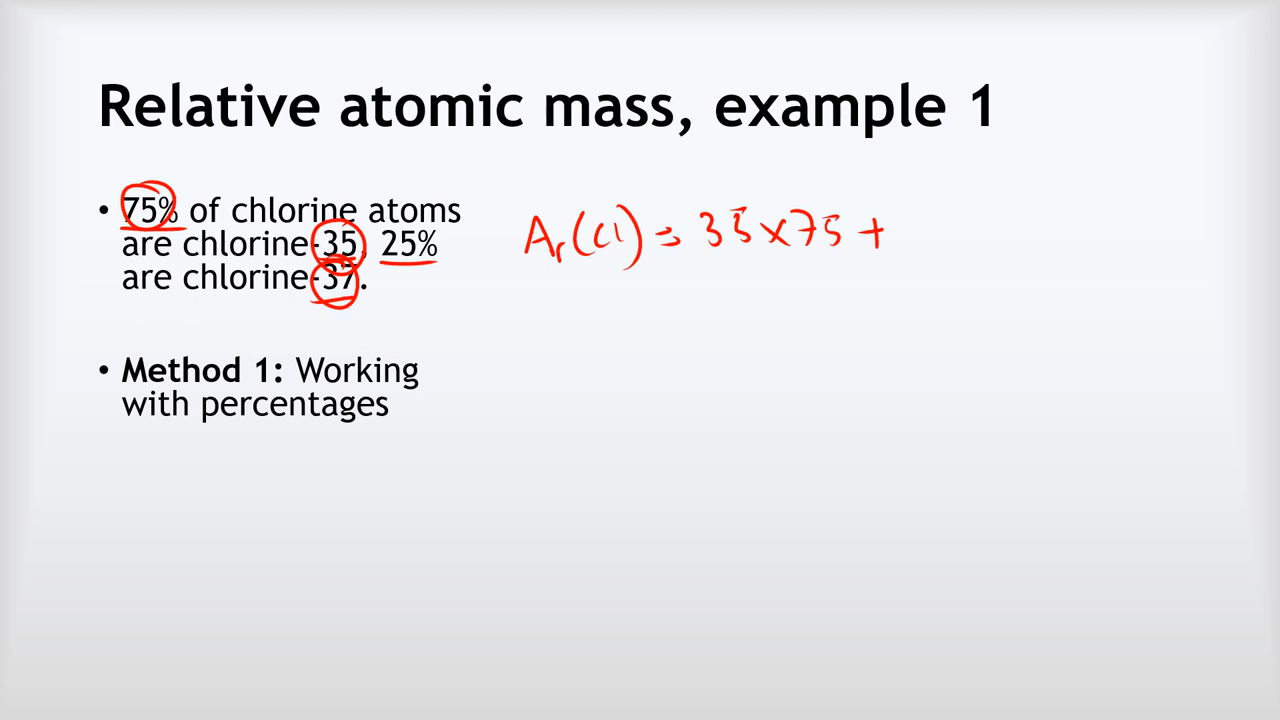 Relative atomic mass, example 1
• 75% of chlorine atoms
are chlorine-35, 25%
are chlorine-37.
Ar(Cl) = 35 × 75 +
• Method 1: Working
with percentages